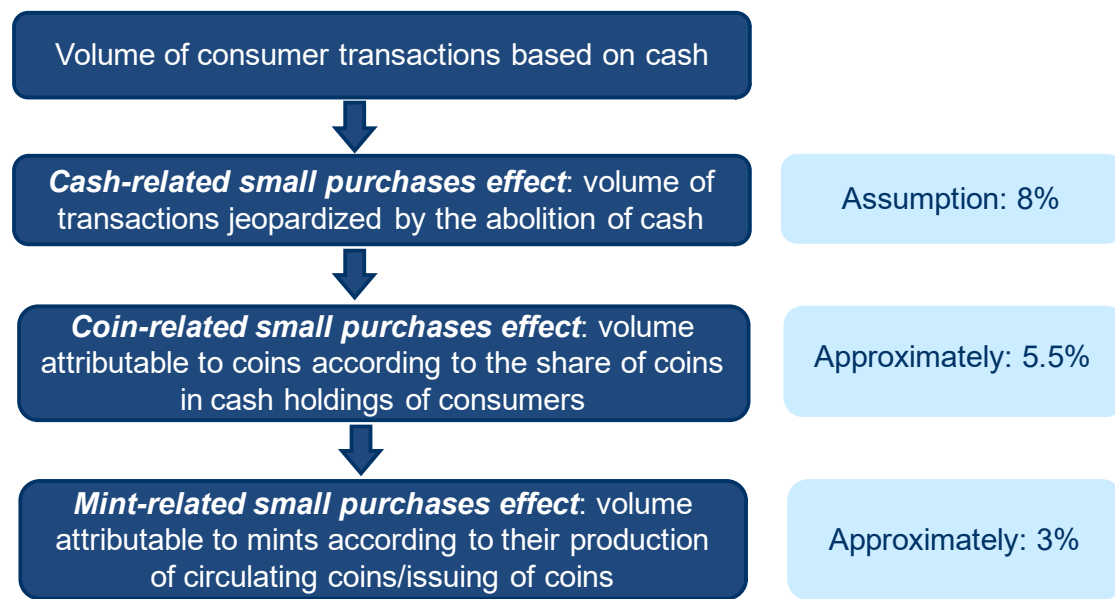 Volume of consumer transactions based on cash
Cash-related small purchases effect: volume of
transactions jeopardized by the abolition of cash
Assumption: 8%
Coin-related small purchases effect: volume
attributable to coins according to the share of coins
in cash holdings of consumers
Approximately: 5.5%
Mint-related small purchases effect: volume
attributable to mints according to their production
of circulating coins/issuing of coins
Approximately: 3%